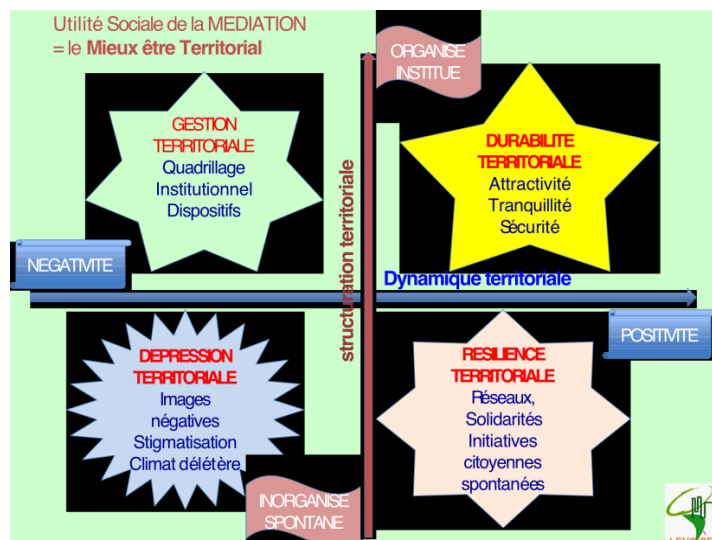 Utilité Sociale de la MEDIATION
= le Mieux être Territorial
ORGANISE
INSTITUE
GESTION
TERRITORIALE
Quadrillage
Institutionnel
Dispositifs
DURABILITE
TERRITORIALE
Attractivité
Tranquillité
Sécurité
structuration territoriale
NEGATIVITE
Dynamique territoriale
POSITIVITE
DEPRESSION
TERRITORIALE
Images
négatives
Stigmatisation
Climat délétère
RESILIENCE
TERRITORIALE
Réseaux,
Solidarités
Initiatives
citoyennes
spontanées
INORGANISE
SPONTANE